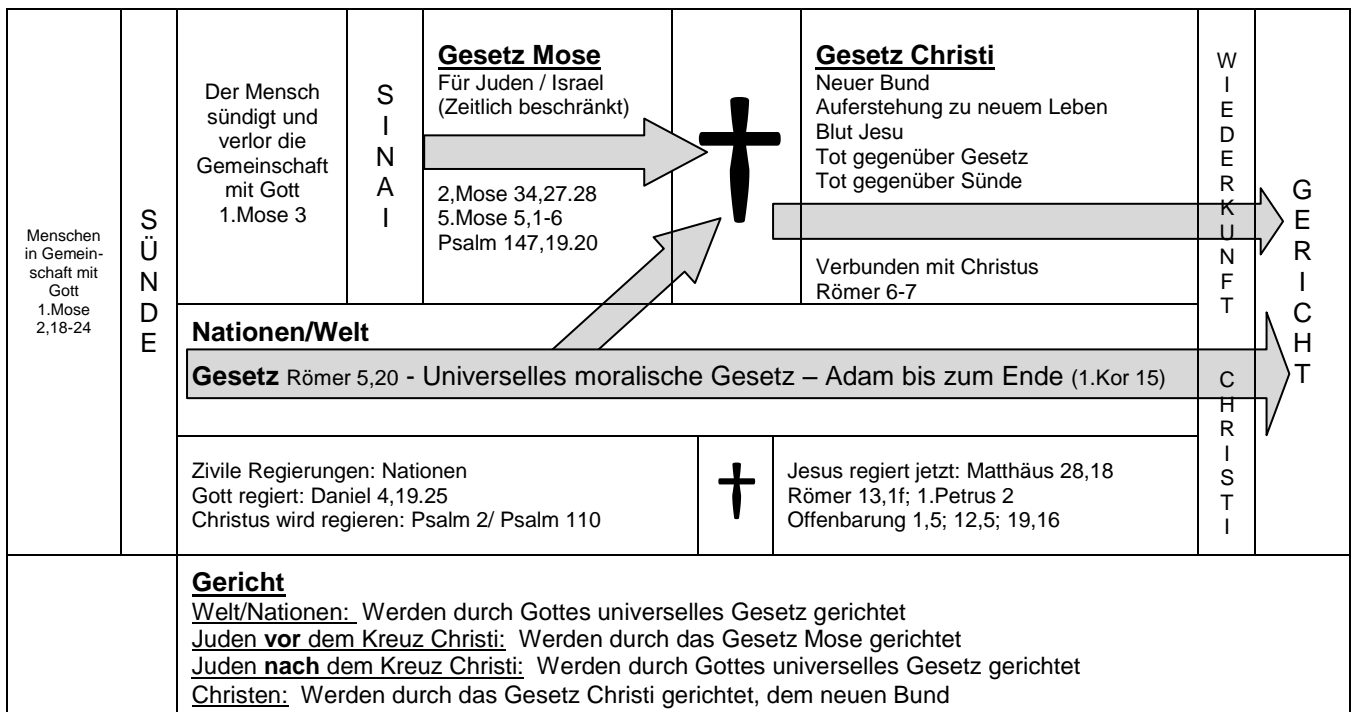 Menschen
in Gemein-
schaft mit
Gott
1.Mose
2,18-24
SÜNDE
Der Mensch
sündigt und
verlor die
Gemeinschaft
mit Gott
1.Mose 3
SINAI
Gesetz Mose
Für Juden / Israel
(Zeitlich beschränkt)
2,Mose 34,27.28
5.Mose 5,1-6
Psalm 147,19.20
Gesetz Christi
Neuer Bund
Auferstehung zu neuem Leben
Blut Jesu
Tot gegenüber Gesetz
Tot gegenüber Sünde
Verbunden mit Christus
Römer 6-7
WIEDERKUNFT CHRISTI
GERICHT
Nationen/Welt
Gesetz Römer 5,20 - Universelles moralische Gesetz – Adam bis zum Ende (1.Kor 15)
Zivile Regierungen: Nationen
Gott regiert: Daniel 4,19.25
Christus wird regieren: Psalm 2/ Psalm 110
Jesus regiert jetzt: Matthäus 28,18
Römer 13,1f; 1.Petrus 2
Offenbarung 1,5; 12,5; 19,16
Gericht
Welt/Nationen: Werden durch Gottes universelles Gesetz gerichtet
Juden vor dem Kreuz Christi: Werden durch das Gesetz Mose gerichtet
Juden nach dem Kreuz Christi: Werden durch Gottes universelles Gesetz gerichtet
Christen: Werden durch das Gesetz Christi gerichtet, dem neuen Bund